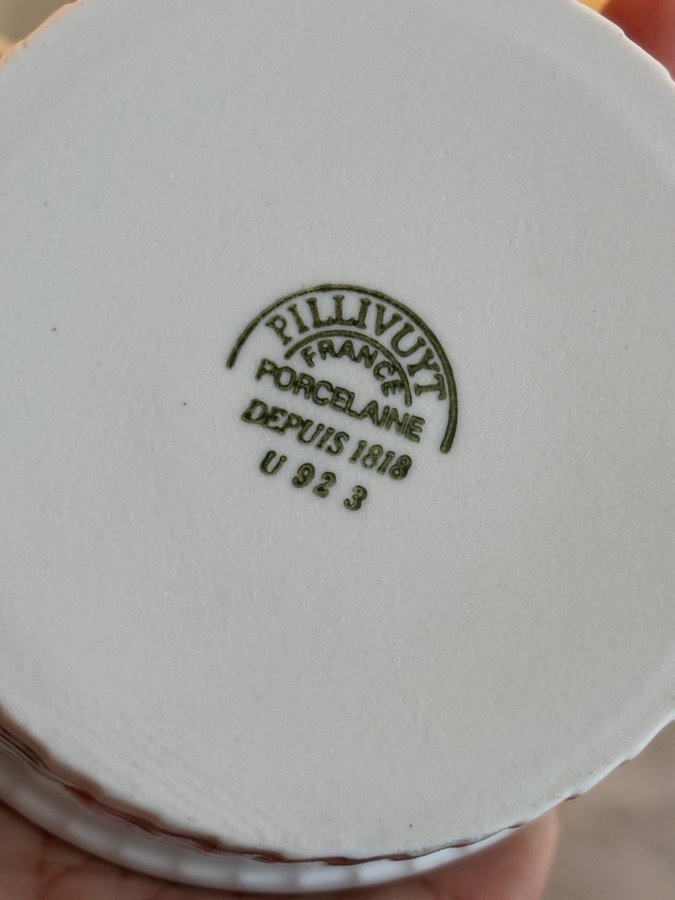 PILLIVUYT
FRANCE
PORCELAINE
DEPUIS 1818
U 92 3